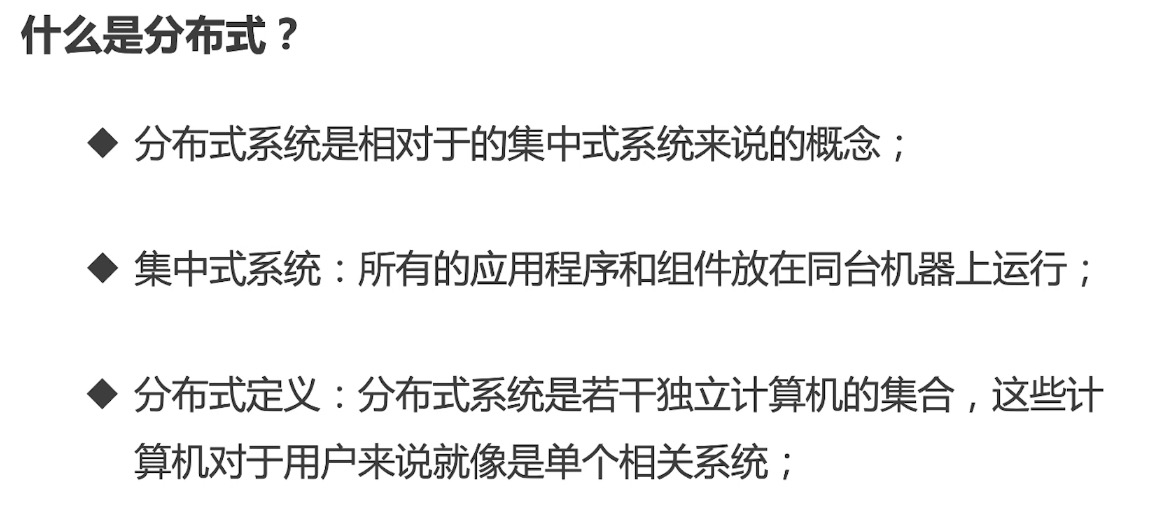 什么是分布式？
◆ 分布式系统是相对于的集中式系统来说的概念；
◆ 集中式系统：所有的应用程序和组件放在同台机器上运行；
◆ 分布式定义：分布式系统是若干独立计算机的集合，这些计
算机对于用户来说就像是单个相关系统；